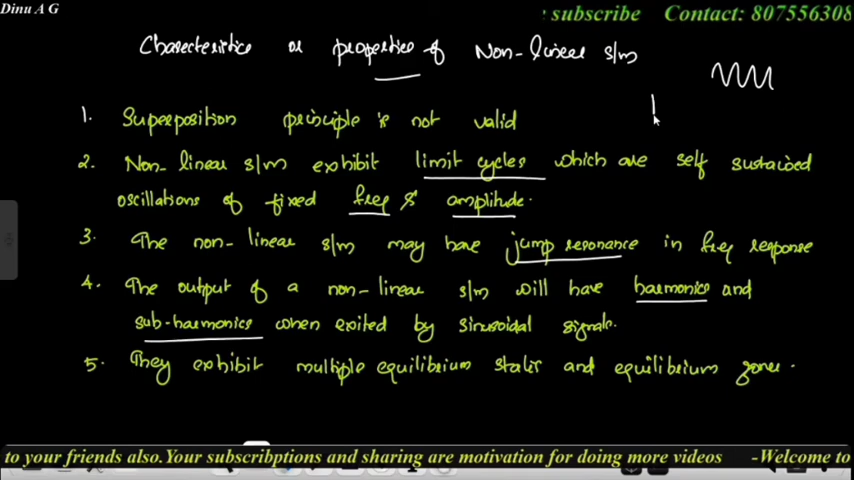 Dinu A G
subscribe Contact: 807556308
Characteristics or properties of Non-linear s/m
1. Superposition principle is not valid
2. Non-linear s/m exhibit limit cycles which are self sustained
oscillations of fixed freq & amplitude.
3. The non-linear s/m may have jump resonance in freq response
4. The output of a non-linear s/m will have harmonics and
sub-harmonics when exited by sinusoidal signals.
5. They exhibit multiple equilibrium states and equilibrium zones.
to your friends also.Your subscribptions and sharing are motivation for doing more videos -Welcome to